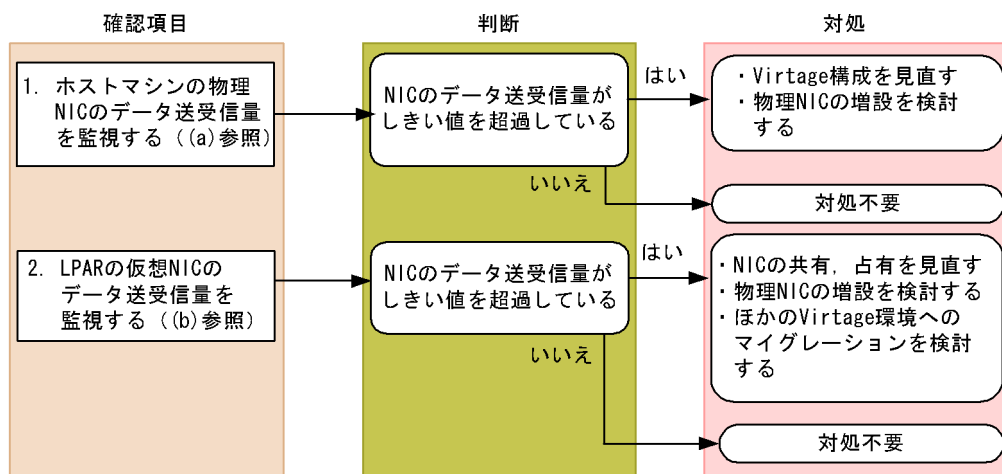 確認項目
判断
対処
1. ホストマシンの物理
NICのデータ送受信量
を監視する ((a)参照)
NICのデータ送受信量が
しきい値を超過している
はい
・Virtage構成を見直す
・物理NICの増設を検討
する
いいえ
対処不要
2. LPARの仮想NICの
データ送受信量を
監視する ((b)参照)
NICのデータ送受信量が
しきい値を超過している
はい
・NICの共有，占有を見直す
・物理NICの増設を検討する
・ほかのVirtage環境への
マイグレーションを検討
する
いいえ
対処不要